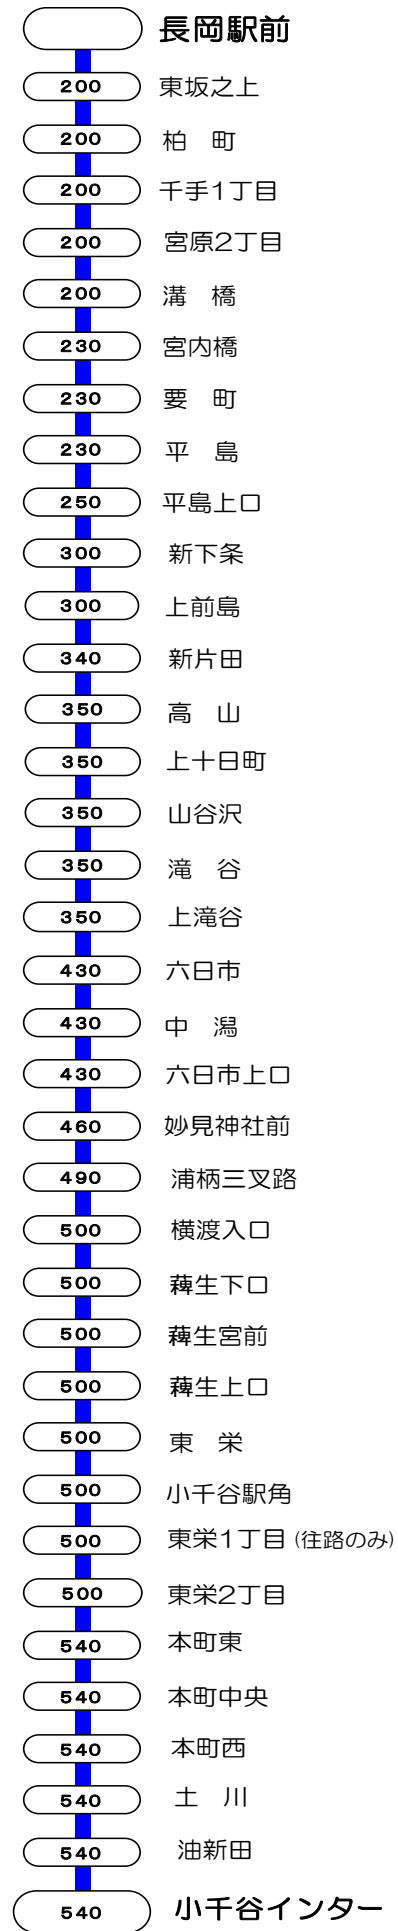 長岡駅前
200 東坂之上
200 柏 町
200 千手1丁目
200 宮原2丁目
200 溝 橋
230 宮内橋
230 要 町
230 平 島
250 平島上口
300 新下条
300 上前島
340 新片田
350 高 山
350 上十日町
350 山谷沢
350 滝 谷
350 上滝谷
430 六日市
430 中 潟
430 六日市上口
460 妙見神社前
490 浦柄三叉路
500 横渡入口
500 薭生下口
500 薭生宮前
500 薭生上口
500 東 栄
500 小千谷駅角
500 東栄1丁目 (往路のみ)
500 東栄2丁目
540 本町東
540 本町中央
540 本町西
540 土 川
540 油新田
540 小千谷インター